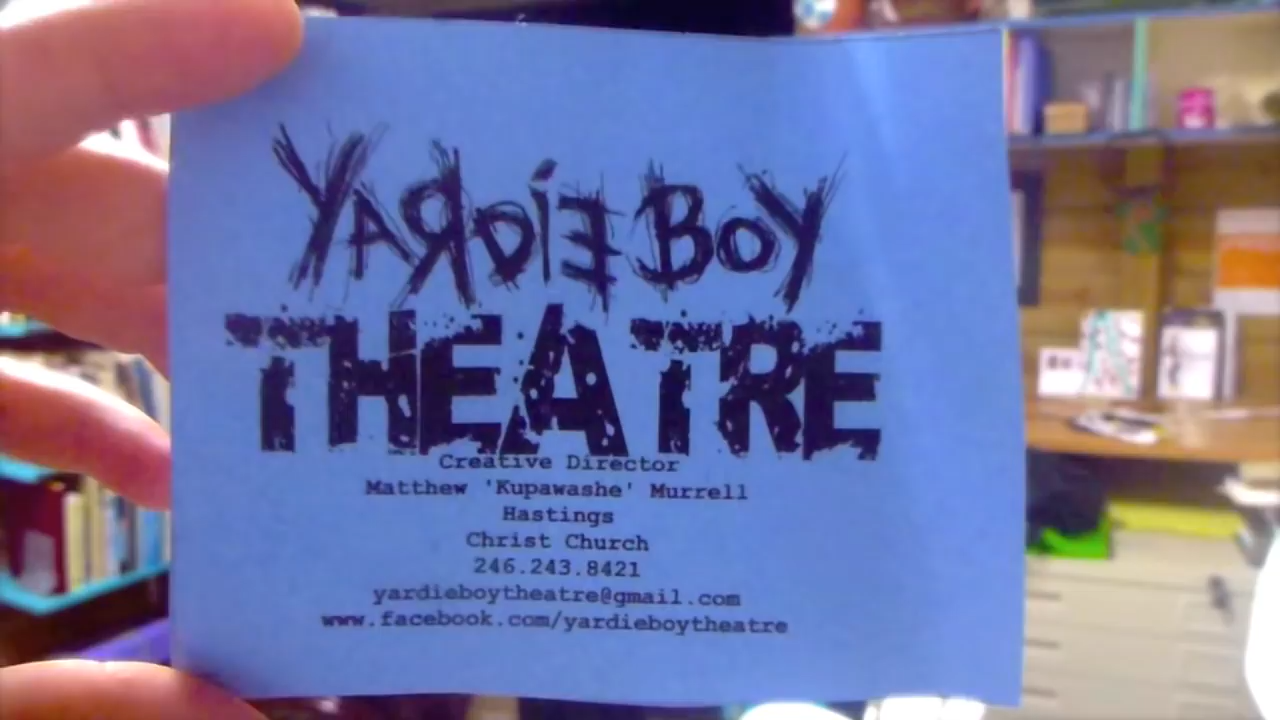 YARDiE BOY
THEATRE
Creative Director
Matthew 'Kupawashe' Murrell
Hastings
Christ Church
246.243.8421
yardieboytheatre@gmail.com
www.facebook.com/yardieboytheatre